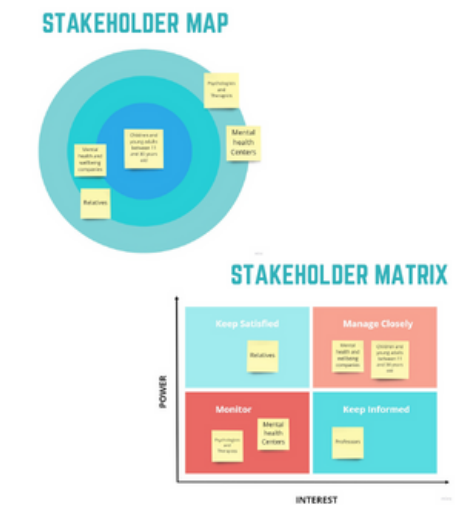 STAKEHOLDER MAP
Psychologists
and
Therapists
Children and
young adults
between 11
and 30 years
old
Mental
health
Centers
Mental
health and
wellbeing
companies
Relatives
STAKEHOLDER MATRIX
Keep Satisfied
Manage Closely
Relatives
Mental
health and
wellbeing
companies
Children and
young adults
between 11
and 30 years
old
POWER
Monitor
Keep Informed
Psychologists
and
Therapists
Mental
health
Centers
Professors
INTEREST